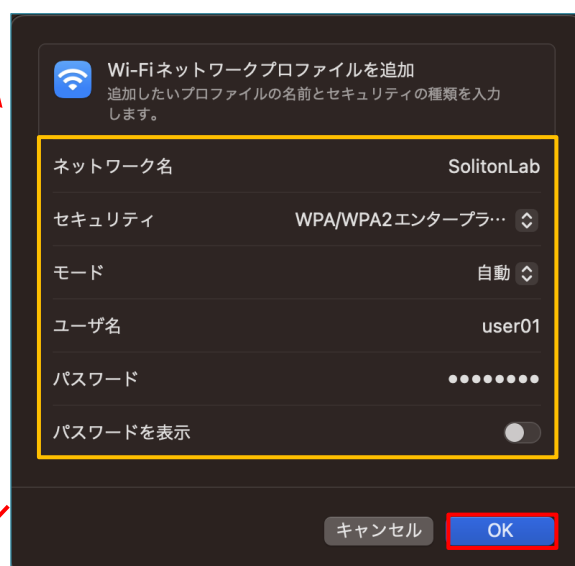 Wi-Fiネットワークプロファイルを追加
追加したいプロファイルの名前とセキュリティの種類を入力
します。
ネットワーク名
SolitonLab
セキュリティ
WPA/WPA2エンタープラ…
モード
自動
ユーザ名
user01
パスワード
••••••••
パスワードを表示
キャンセル
OK